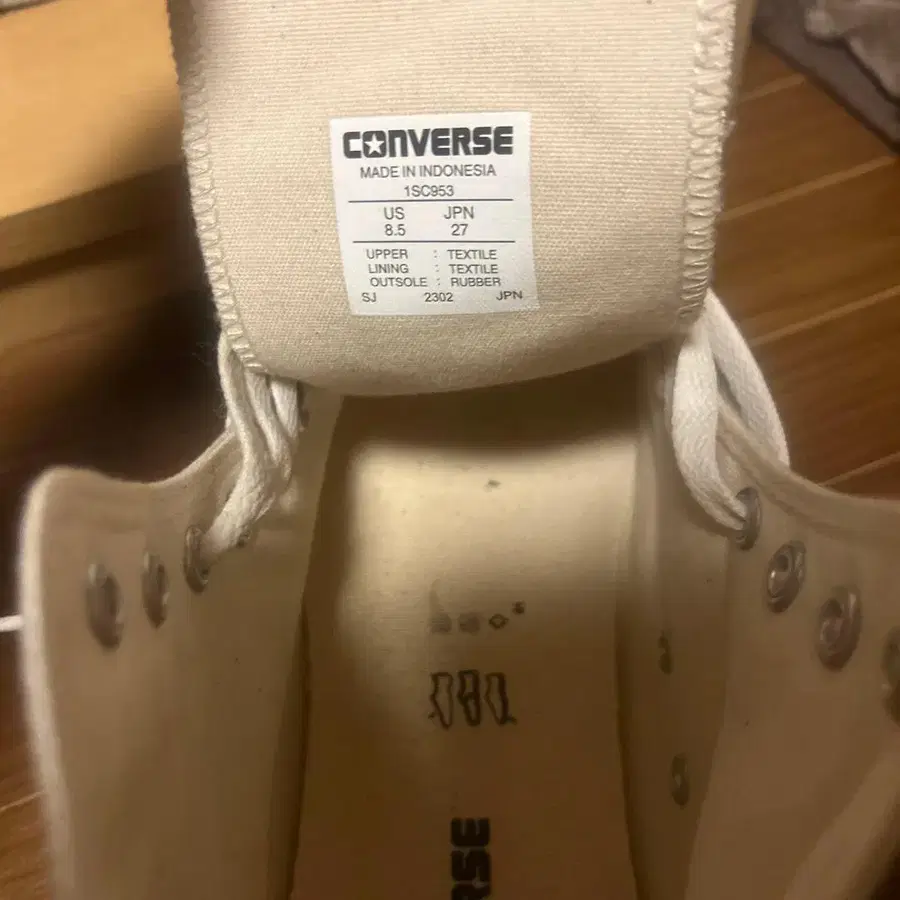 CONVERSE
MADE IN INDONESIA
1SC953
US JPN
8.5 27
UPPER : TEXTILE
LINING : TEXTILE
OUTSOLE : RUBBER
SJ 2302 JPN
RSE